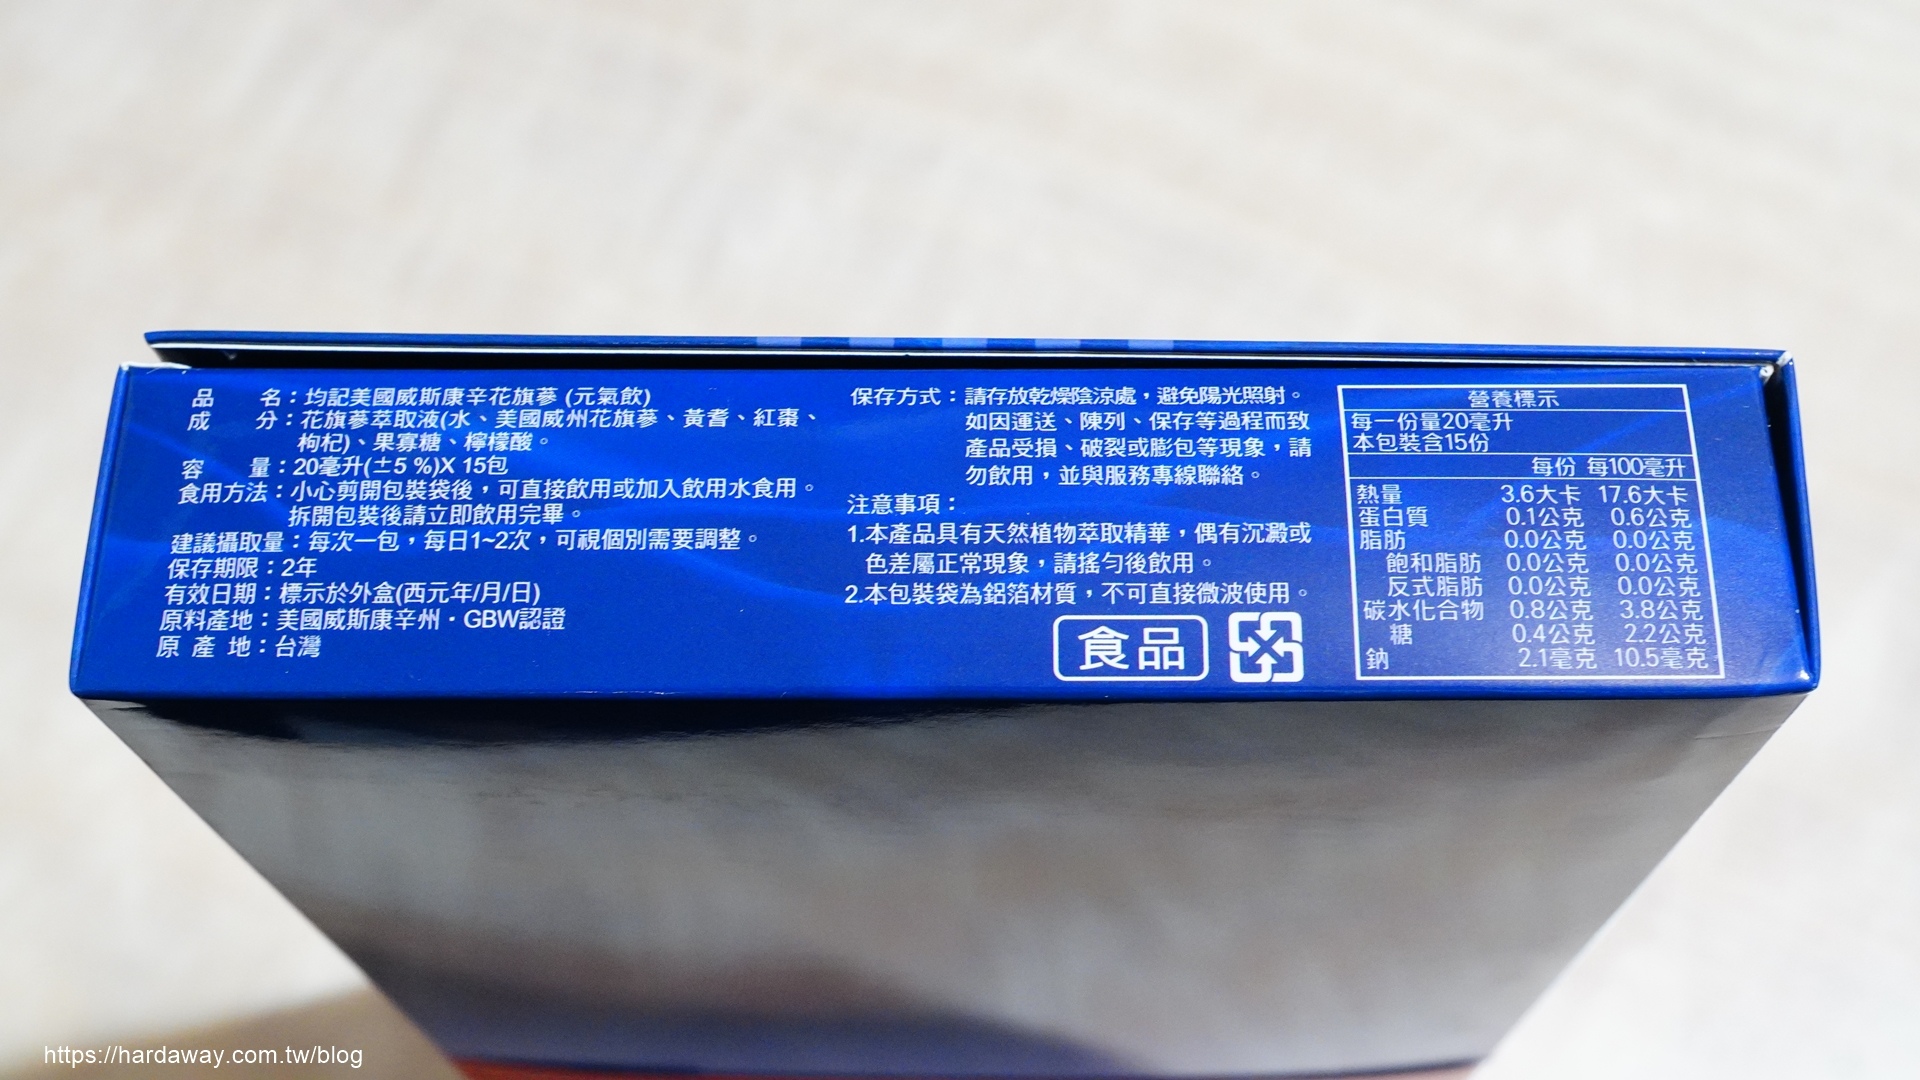 品　　名：均記美國威斯康辛花旗蔘 (元氣飲)
成　　分：花旗蔘萃取液(水、美國威州花旗蔘、黃耆、紅棗、
枸杞)、果寡糖、檸檬酸。
容　　量：20毫升(±5 %)X 15包
食用方法：小心剪開包裝袋後，可直接飲用或加入飲用水食用。
拆開包裝後請立即飲用完畢。
建議攝取量：每次一包，每日1~2次，可視個別需要調整。
保存期限：2年
有效日期：標示於外盒(西元年/月/日)
原料產地：美國威斯康辛州·GBW認證
原 產 地：台灣
保存方式：請存放乾燥陰涼處，避免陽光照射。
如因運送、陳列、保存等過程而致
產品受損、破裂或膨包等現象，請
勿飲用，並與服務專線聯絡。
注意事項：
1.本產品具有天然植物萃取精華，偶有沉澱或
色差屬正常現象，請搖勻後飲用。
2.本包裝袋為鋁箔材質，不可直接微波使用。
食品
營養標示
每一份量20毫升
本包裝含15份
每份 每100毫升
熱量 3.6大卡 17.6大卡
蛋白質 0.1公克 0.6公克
脂肪 0.0公克 0.0公克
飽和脂肪 0.0公克 0.0公克
反式脂肪 0.0公克 0.0公克
碳水化合物 0.8公克 3.8公克
糖 0.4公克 2.2公克
鈉 2.1毫克 10.5毫克
https://hardaway.com.tw/blog